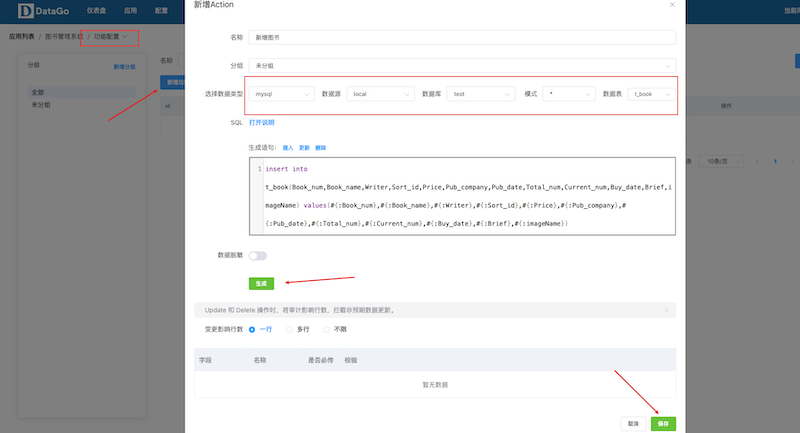 DataGo 仪表盘 应用 配置 当前用
应用列表 / 图书管理系统 / 功能配置
分组 新增分组
全部
未分组
名称
新增功
id
操作
条 10条/页 1
新增Action
名称 新增图书
分组 未分组
选择数据类型 mysql 数据源 local 数据库 test 模式 * 数据表 t_book
SQL 打开说明
生成语句: 插入 更新 删除
1 insert into
t_book(Book_num,Book_name,Writer,Sort_id,Price,Pub_company,Pub_date,Total_num,Current_num,Buy_date,Brief,i
mageName) values(#{:Book_num},#{:Book_name},#{:Writer},#{:Sort_id},#{:Price},#{:Pub_company},#
{:Pub_date},#{:Total_num},#{:Current_num},#{:Buy_date},#{:Brief},#{:imageName})
数据脱敏
生成
Update 和 Delete 操作时，将审计影响行数，拦截非预期数据更新。
变更影响行数 一行 多行 不限
字段 名称 是否必传 校验
暂无数据
取消 保存